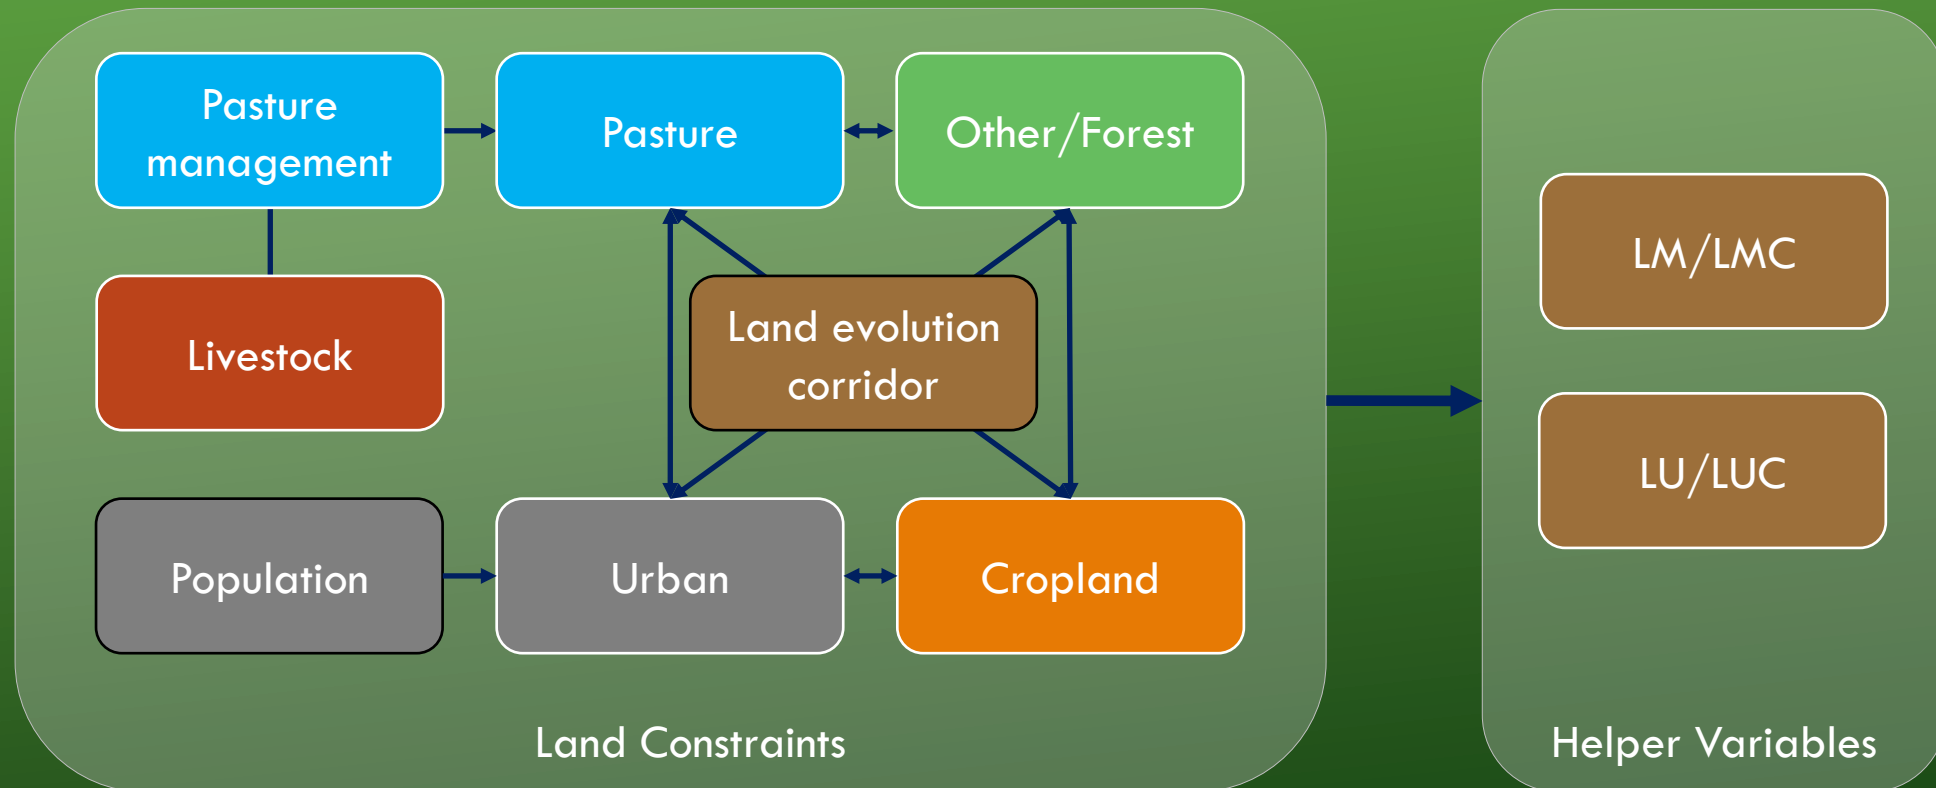 Pasture
management
Pasture
Other/Forest
Livestock
Land evolution
corridor
Population
Urban
Cropland
Land Constraints
LM/LMC
LU/LUC
Helper Variables